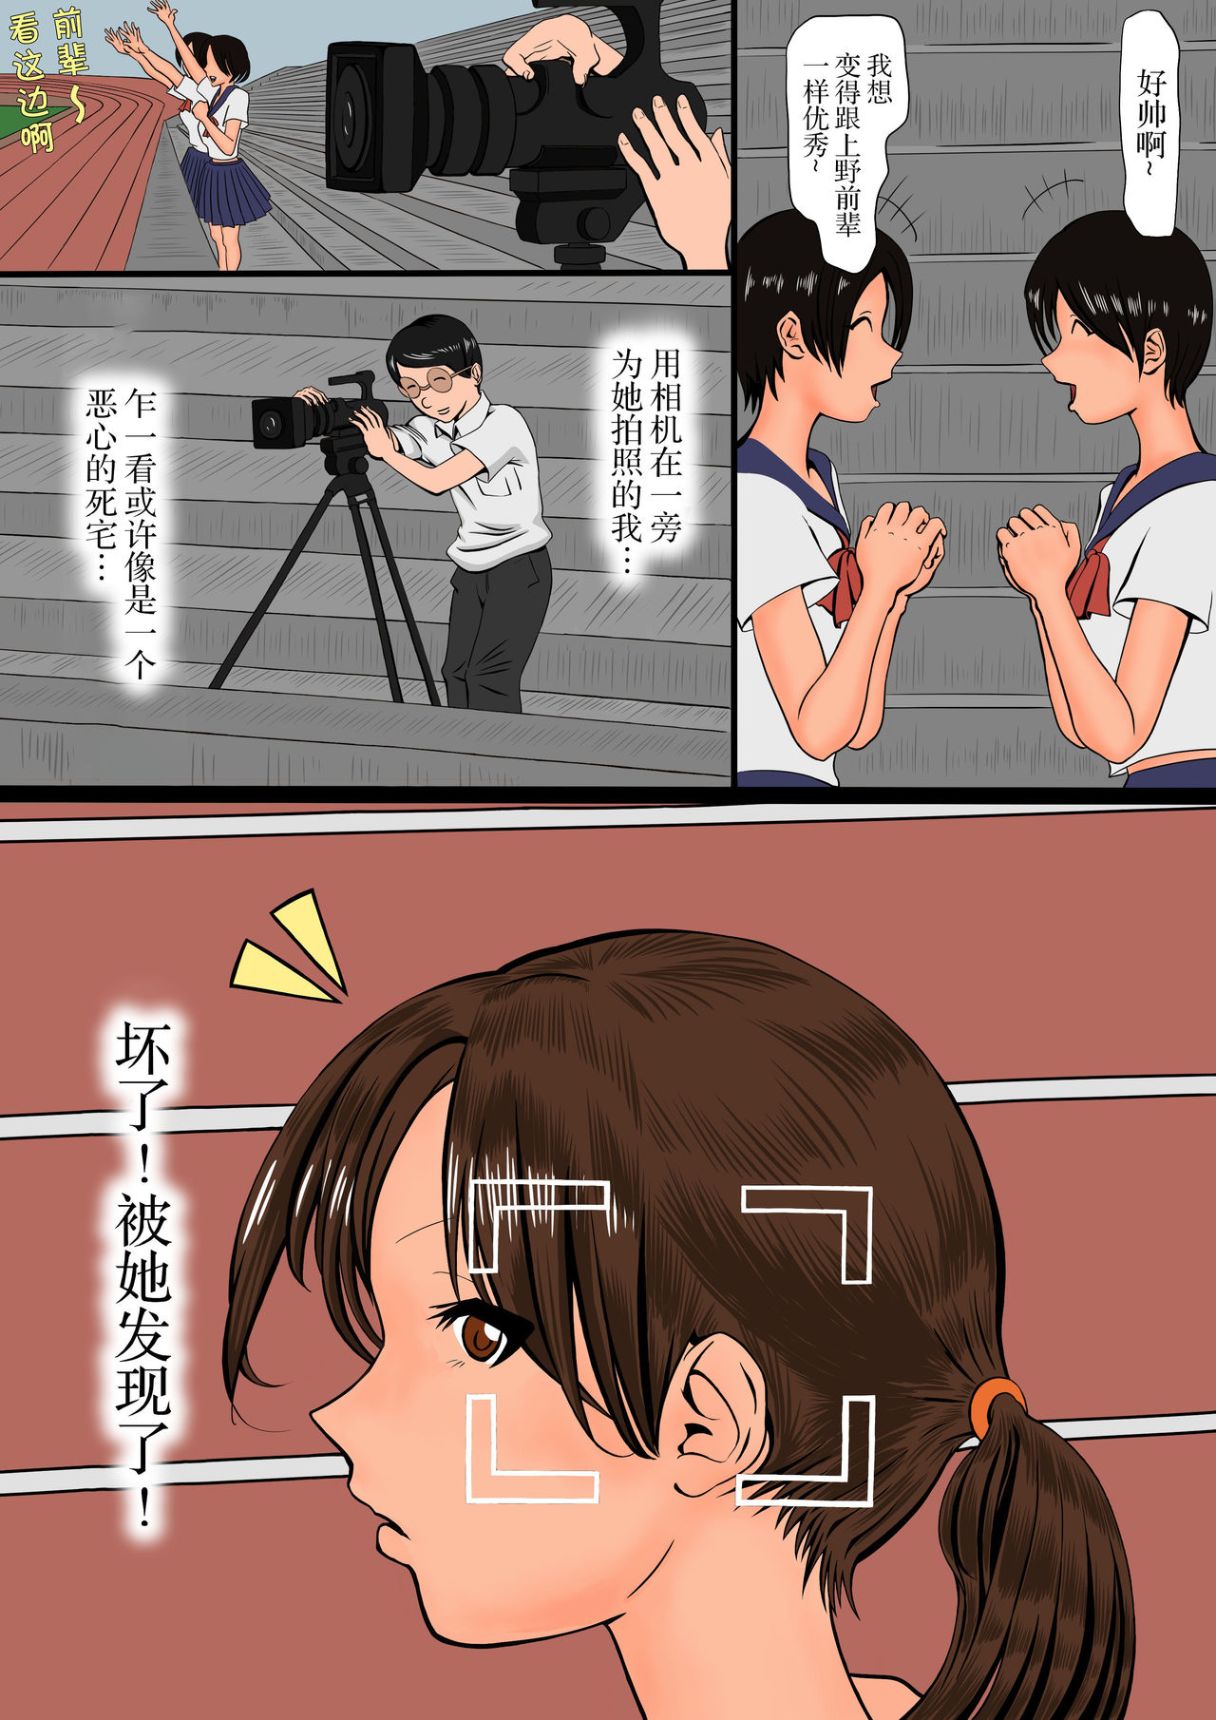 好帅啊~
我想
变得跟上野前辈
一样优秀~
前辈~
看这边啊
用相机在一旁
为她拍照的我…
乍一看或许像是一个
恶心的死宅…
坏了！被她发现了！